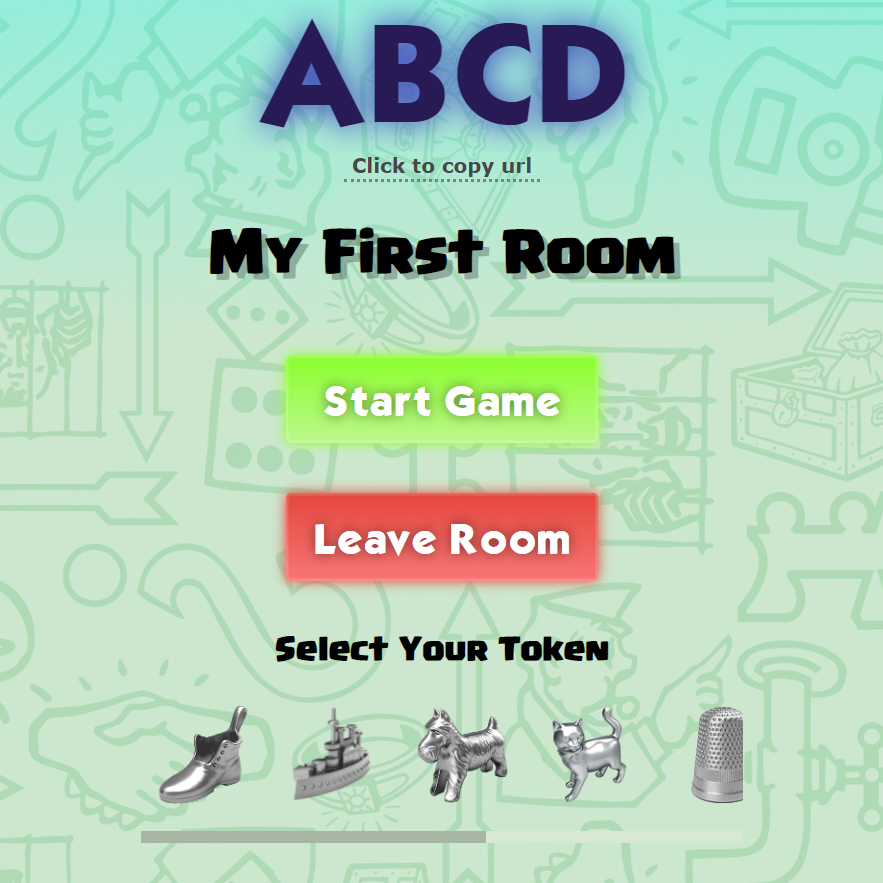 ABCD
Click to copy url
My First Room
Start Game
Leave Room
Select Your Token